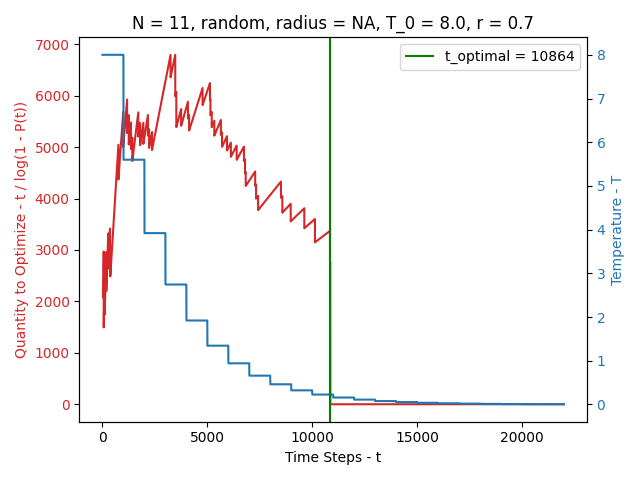 N = 11, random, radius = NA, T_0 = 8.0, r = 0.7
t_optimal = 10864
Quantity to Optimize - t / log(1 - P(t))
7000
6000
5000
4000
3000
2000
1000
0
Temperature - T
8
7
6
5
4
3
2
1
0
0 5000 10000 15000 20000
Time Steps - t